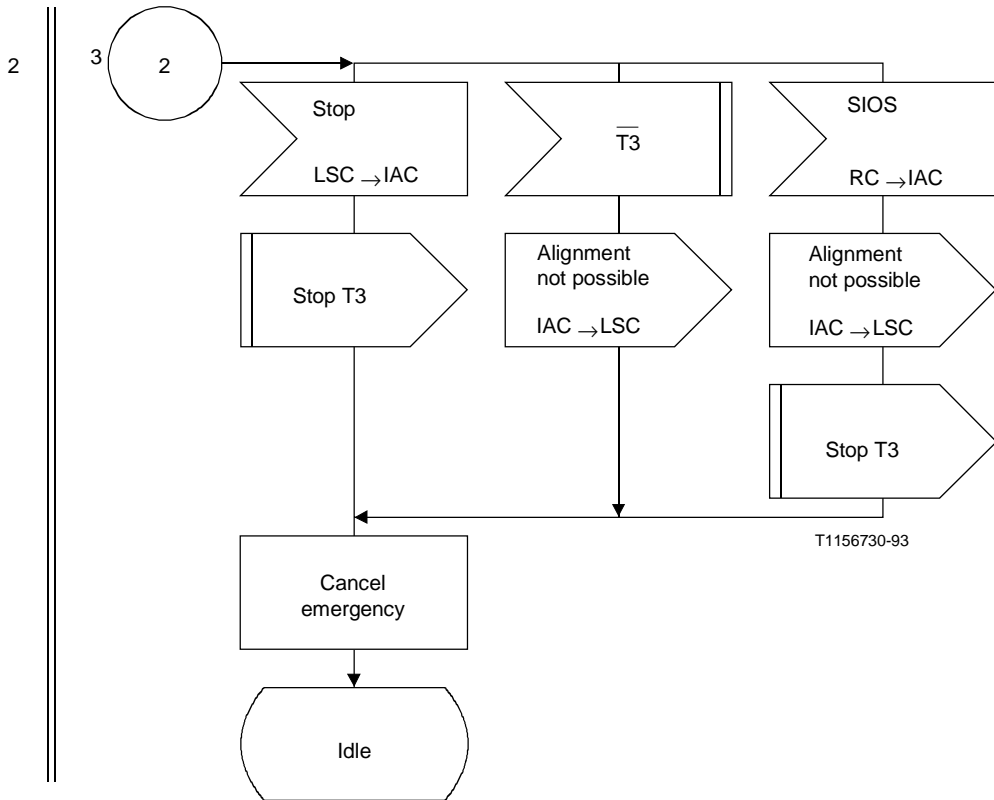 2
3
2
Stop
LSC → IAC
T̅3̅
SIOS
RC → IAC
Stop T3
Alignment
not possible
IAC → LSC
Alignment
not possible
IAC → LSC
Stop T3
T1156730-93
Cancel
emergency
Idle